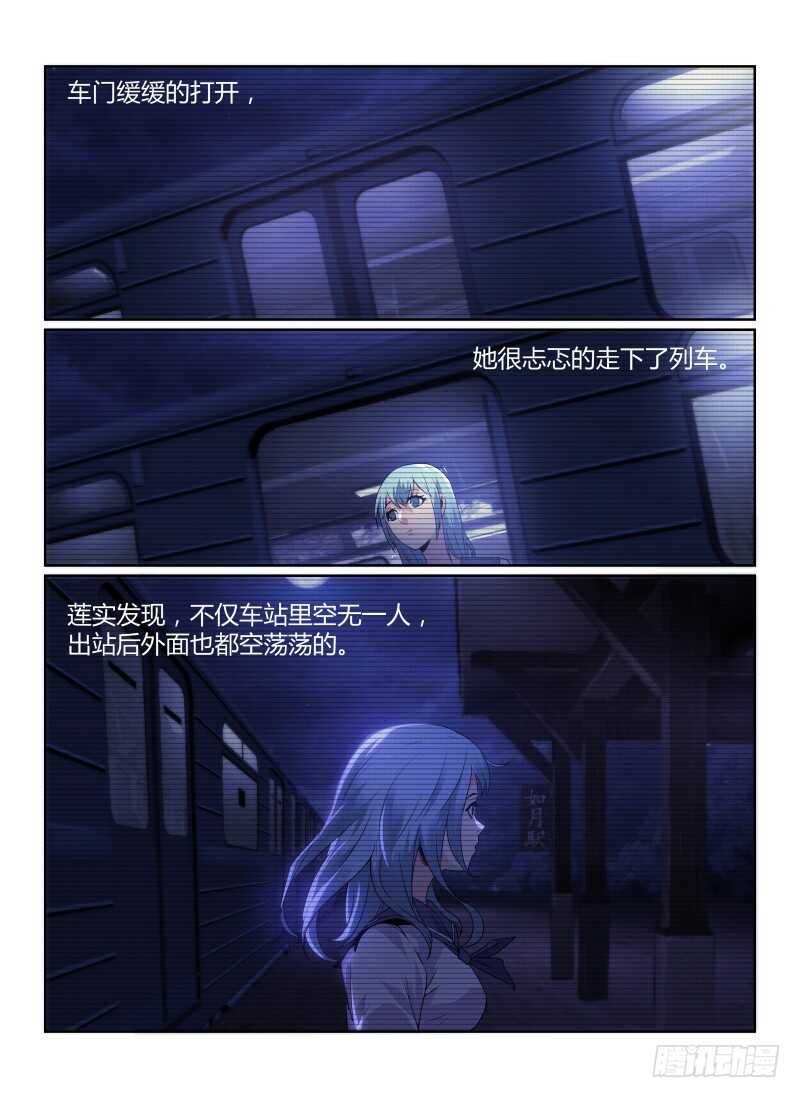 车门缓缓的打开，
她很忐忑的走下了列车。
莲实发现，不仅车站里空无一人，
出站后外面也都空荡荡的。
如月駅
腾讯动漫